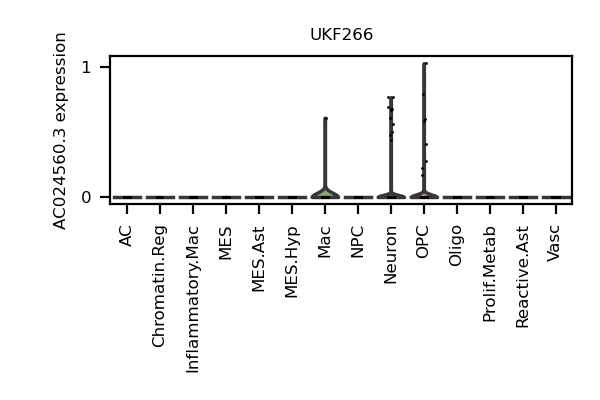 UKF266
AC024560.3 expression
1
0
AC
Chromatin.Reg
Inflammatory.Mac
MES
MES.Ast
MES.Hyp
Mac
NPC
Neuron
OPC
Oligo
Prolif.Metab
Reactive.Ast
Vasc